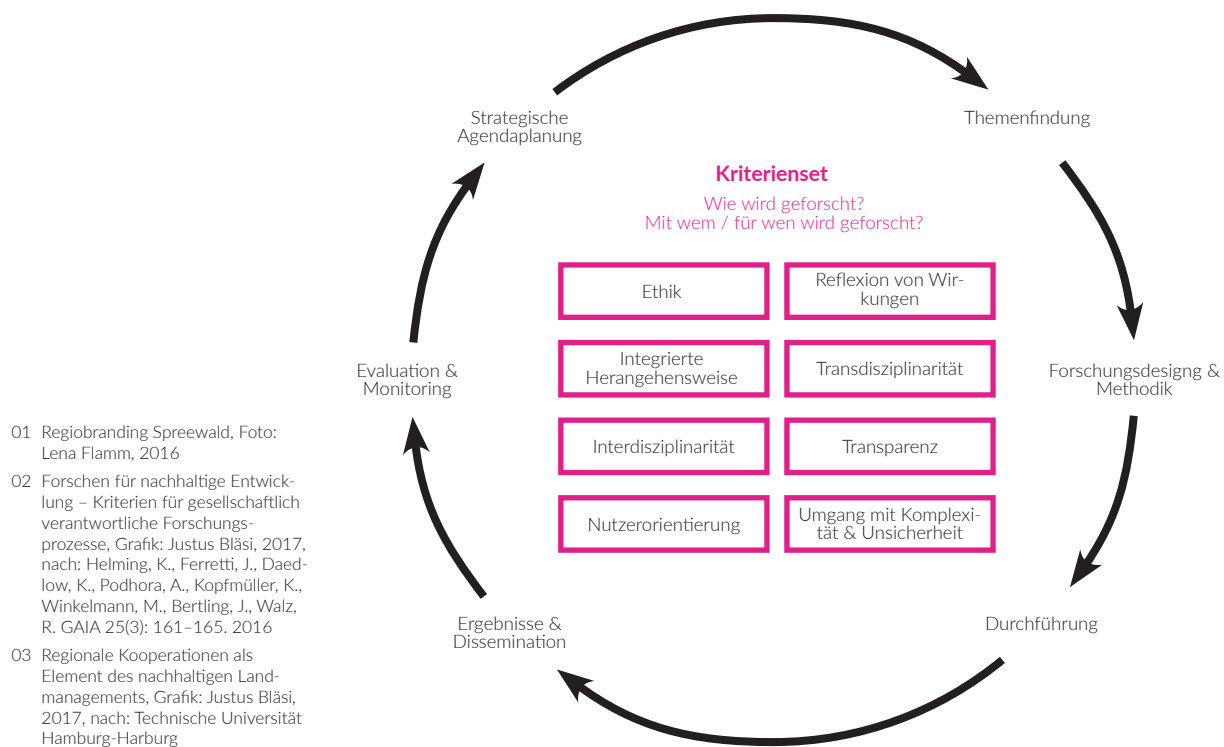 Strategische
Agendaplanung
Themenfindung
Kriterienset
Wie wird geforscht?
Mit wem / für wen wird geforscht?
Ethik
Reflexion von Wir-
kungen
Integrierte
Herangehensweise
Transdisziplinarität
Interdisziplinarität
Transparenz
Nutzerorientierung
Umgang mit Komplexi-
tät & Unsicherheit
Evaluation &
Monitoring
Forschungsdesigng &
Methodik
Ergebnisse &
Dissemination
Durchführung
01 Regiobranding Spreewald, Foto:
Lena Flamm, 2016
02 Forschen für nachhaltige Entwick-
lung – Kriterien für gesellschaftlich
verantwortliche Forschungs-
prozesse, Grafik: Justus Bläsi, 2017,
nach: Helming, K., Ferretti, J., Daed-
low, K., Podhora, A., Kopfmüller, K.,
Winkelmann, M., Bertling, J., Walz,
R. GAIA 25(3): 161–165. 2016
03 Regionale Kooperationen als
Element des nachhaltigen Land-
managements, Grafik: Justus Bläsi,
2017, nach: Technische Universität
Hamburg-Harburg